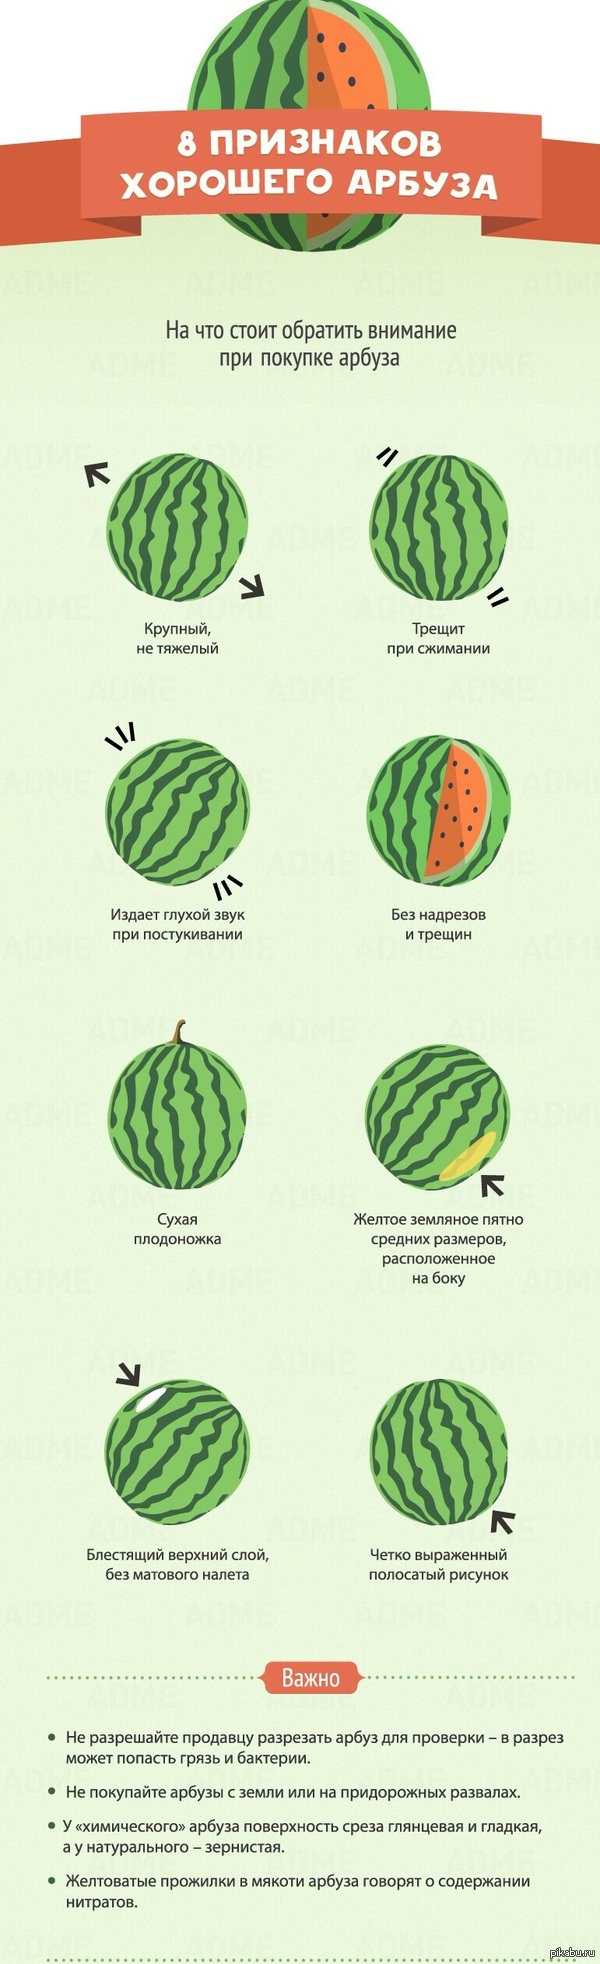 8 ПРИЗНАКОВ
ХОРОШЕГО АРБУЗА
ADME ADME ADME
На что стоит обратить внимание
при покупке арбуза
Крупный,
не тяжелый
Трещит
при сжимании
Издает глухой звук
при постукивании
Без надрезов
и трещин
Сухая
плодоножка
Желтое земляное пятно
средних размеров,
расположенное
на боку
Блестящий верхний слой,
без матового налета
Четко выраженный
полосатый рисунок
Важно
• Не разрешайте продавцу разрезать арбуз для проверки – в разрез
может попасть грязь и бактерии.
• Не покупайте арбузы с земли или на придорожных развалах.
• У «химического» арбуза поверхность среза глянцевая и гладкая,
а у натурального – зернистая.
• Желтоватые прожилки в мякоти арбуза говорят о содержании
нитратов.
pikabu.ru